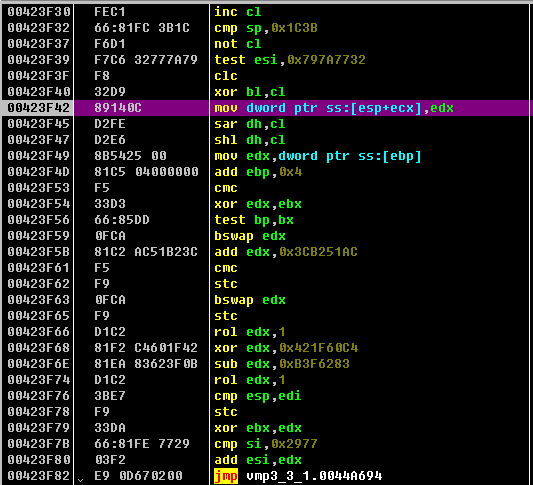 00423F30 FEC1 inc cl
00423F32 66:81FC 3B1C cmp sp,0x1C3B
00423F37 F6D1 not cl
00423F39 F7C6 32777A79 test esi,0x797A7732
00423F3F F8 clc
00423F40 32D9 xor bl,cl
00423F42 89140C mov dword ptr ss:[esp+ecx],edx
00423F45 D2FE sar dh,cl
00423F47 D2E6 shl dh,cl
00423F49 8B5425 00 mov edx,dword ptr ss:[ebp]
00423F4D 81C5 04000000 add ebp,0x4
00423F53 F5 cmc
00423F54 33D3 xor edx,ebx
00423F56 66:85DD test bp,bx
00423F59 0FCA bswap edx
00423F5B 81C2 AC51B23C add edx,0x3CB251AC
00423F61 F5 cmc
00423F62 F9 stc
00423F63 0FCA bswap edx
00423F65 F9 stc
00423F66 D1C2 rol edx,1
00423F68 81F2 C4601F42 xor edx,0x421F60C4
00423F6E 81EA 83623F0B sub edx,0xB3F6283
00423F74 D1C2 rol edx,1
00423F76 3BE7 cmp esp,edi
00423F78 F9 stc
00423F79 33DA xor ebx,edx
00423F7B 66:81FE 7729 cmp si,0x2977
00423F80 03F2 add esi,edx
00423F82 E9 0D670200 jmp vmp3_3_1.0044A694